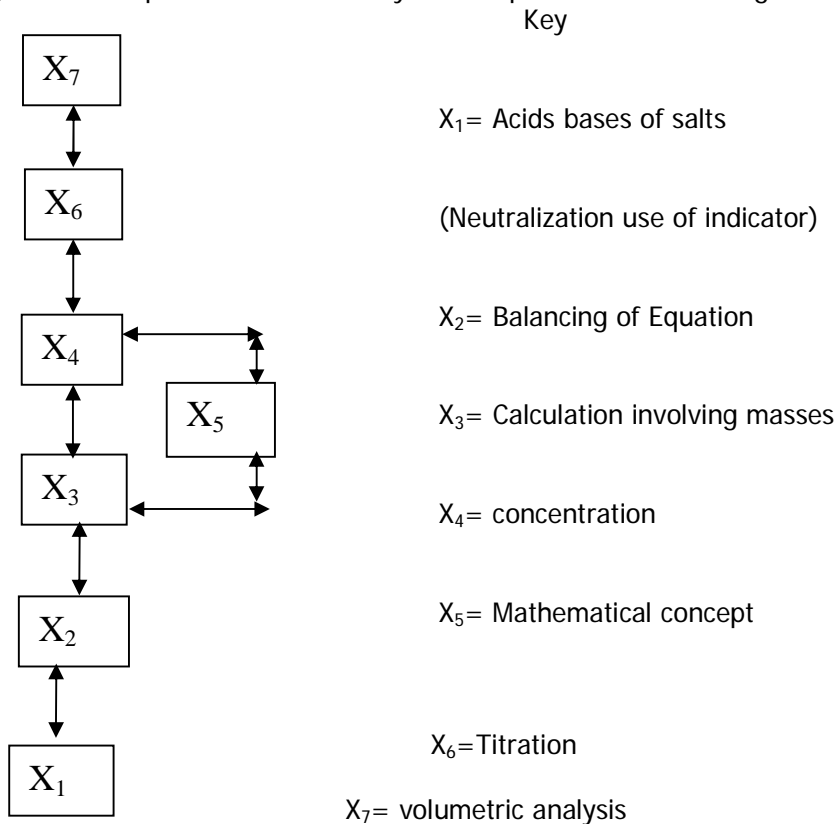 Key
X₇
X₁= Acids bases of salts
X₆
(Neutralization use of indicator)
X₄
X₂= Balancing of Equation
X₅
X₃= Calculation involving masses
X₃
X₄= concentration
X₂
X₅= Mathematical concept
X₆=Titration
X₁
X₇= volumetric analysis